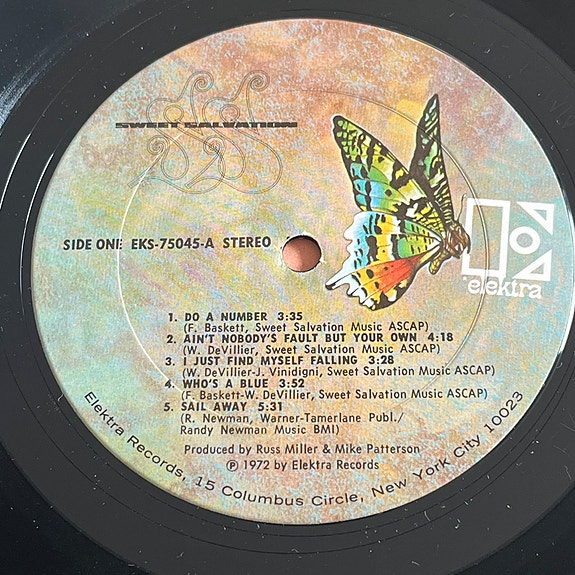 SWEET SALVATION
SIDE ONE: EKS-75045-A STEREO
elektra
1. DO A NUMBER 3:35
(F. Baskett, Sweet Salvation Music ASCAP)
2. AIN'T NOBODY'S FAULT BUT YOUR OWN 4:18
(W. DeVillier, Sweet Salvation Music ASCAP)
3. I JUST FIND MYSELF FALLING 3:28
(W. DeVillier-J. Vinidigni, Sweet Salvation Music ASCAP)
4. WHO'S A BLUE 3:52
(F. Baskett-W. DeVillier, Sweet Salvation Music ASCAP)
5. SAIL AWAY 5:31
(R. Newman, Warner-Tamerlane Publ./
Randy Newman Music BMI)
Produced by Russ Miller & Mike Patterson
℗ 1972 by Elektra Records
Elektra Records, 15 Columbus Circle, New York City 10023